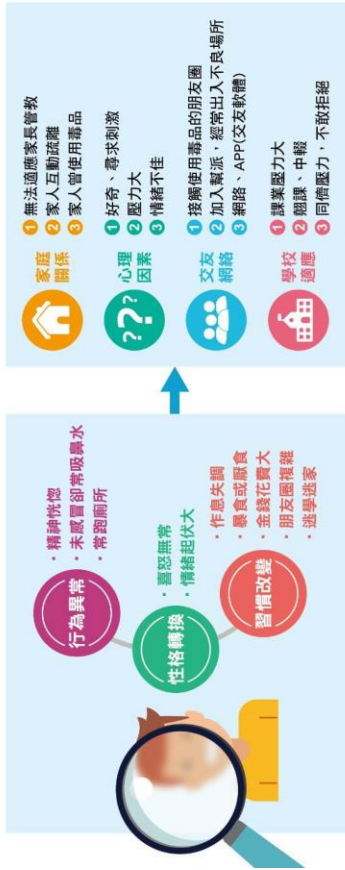 行為異常
・精神恍惚
・未感冒卻常吸鼻水
・常跑廁所
性格轉換
・喜怒無常
・情緒起伏大
習慣改變
・作息失調
・暴食或厭食
・金錢花費大
・朋友圈複雜
・逃學逃家
家庭
關係
1 無法適應家長管教
2 家人互動疏離
3 家人曾使用毒品
???
心理
因素
1 好奇、尋求刺激
2 壓力大
3 情緒不佳
交友
網絡
1 接觸使用毒品的朋友圈
2 加入幫派，經常出入不良場所
3 網路、APP(交友軟體)
學校
適應
1 課業壓力大
2 翹課、中輟
3 同儕壓力，不敢拒絕